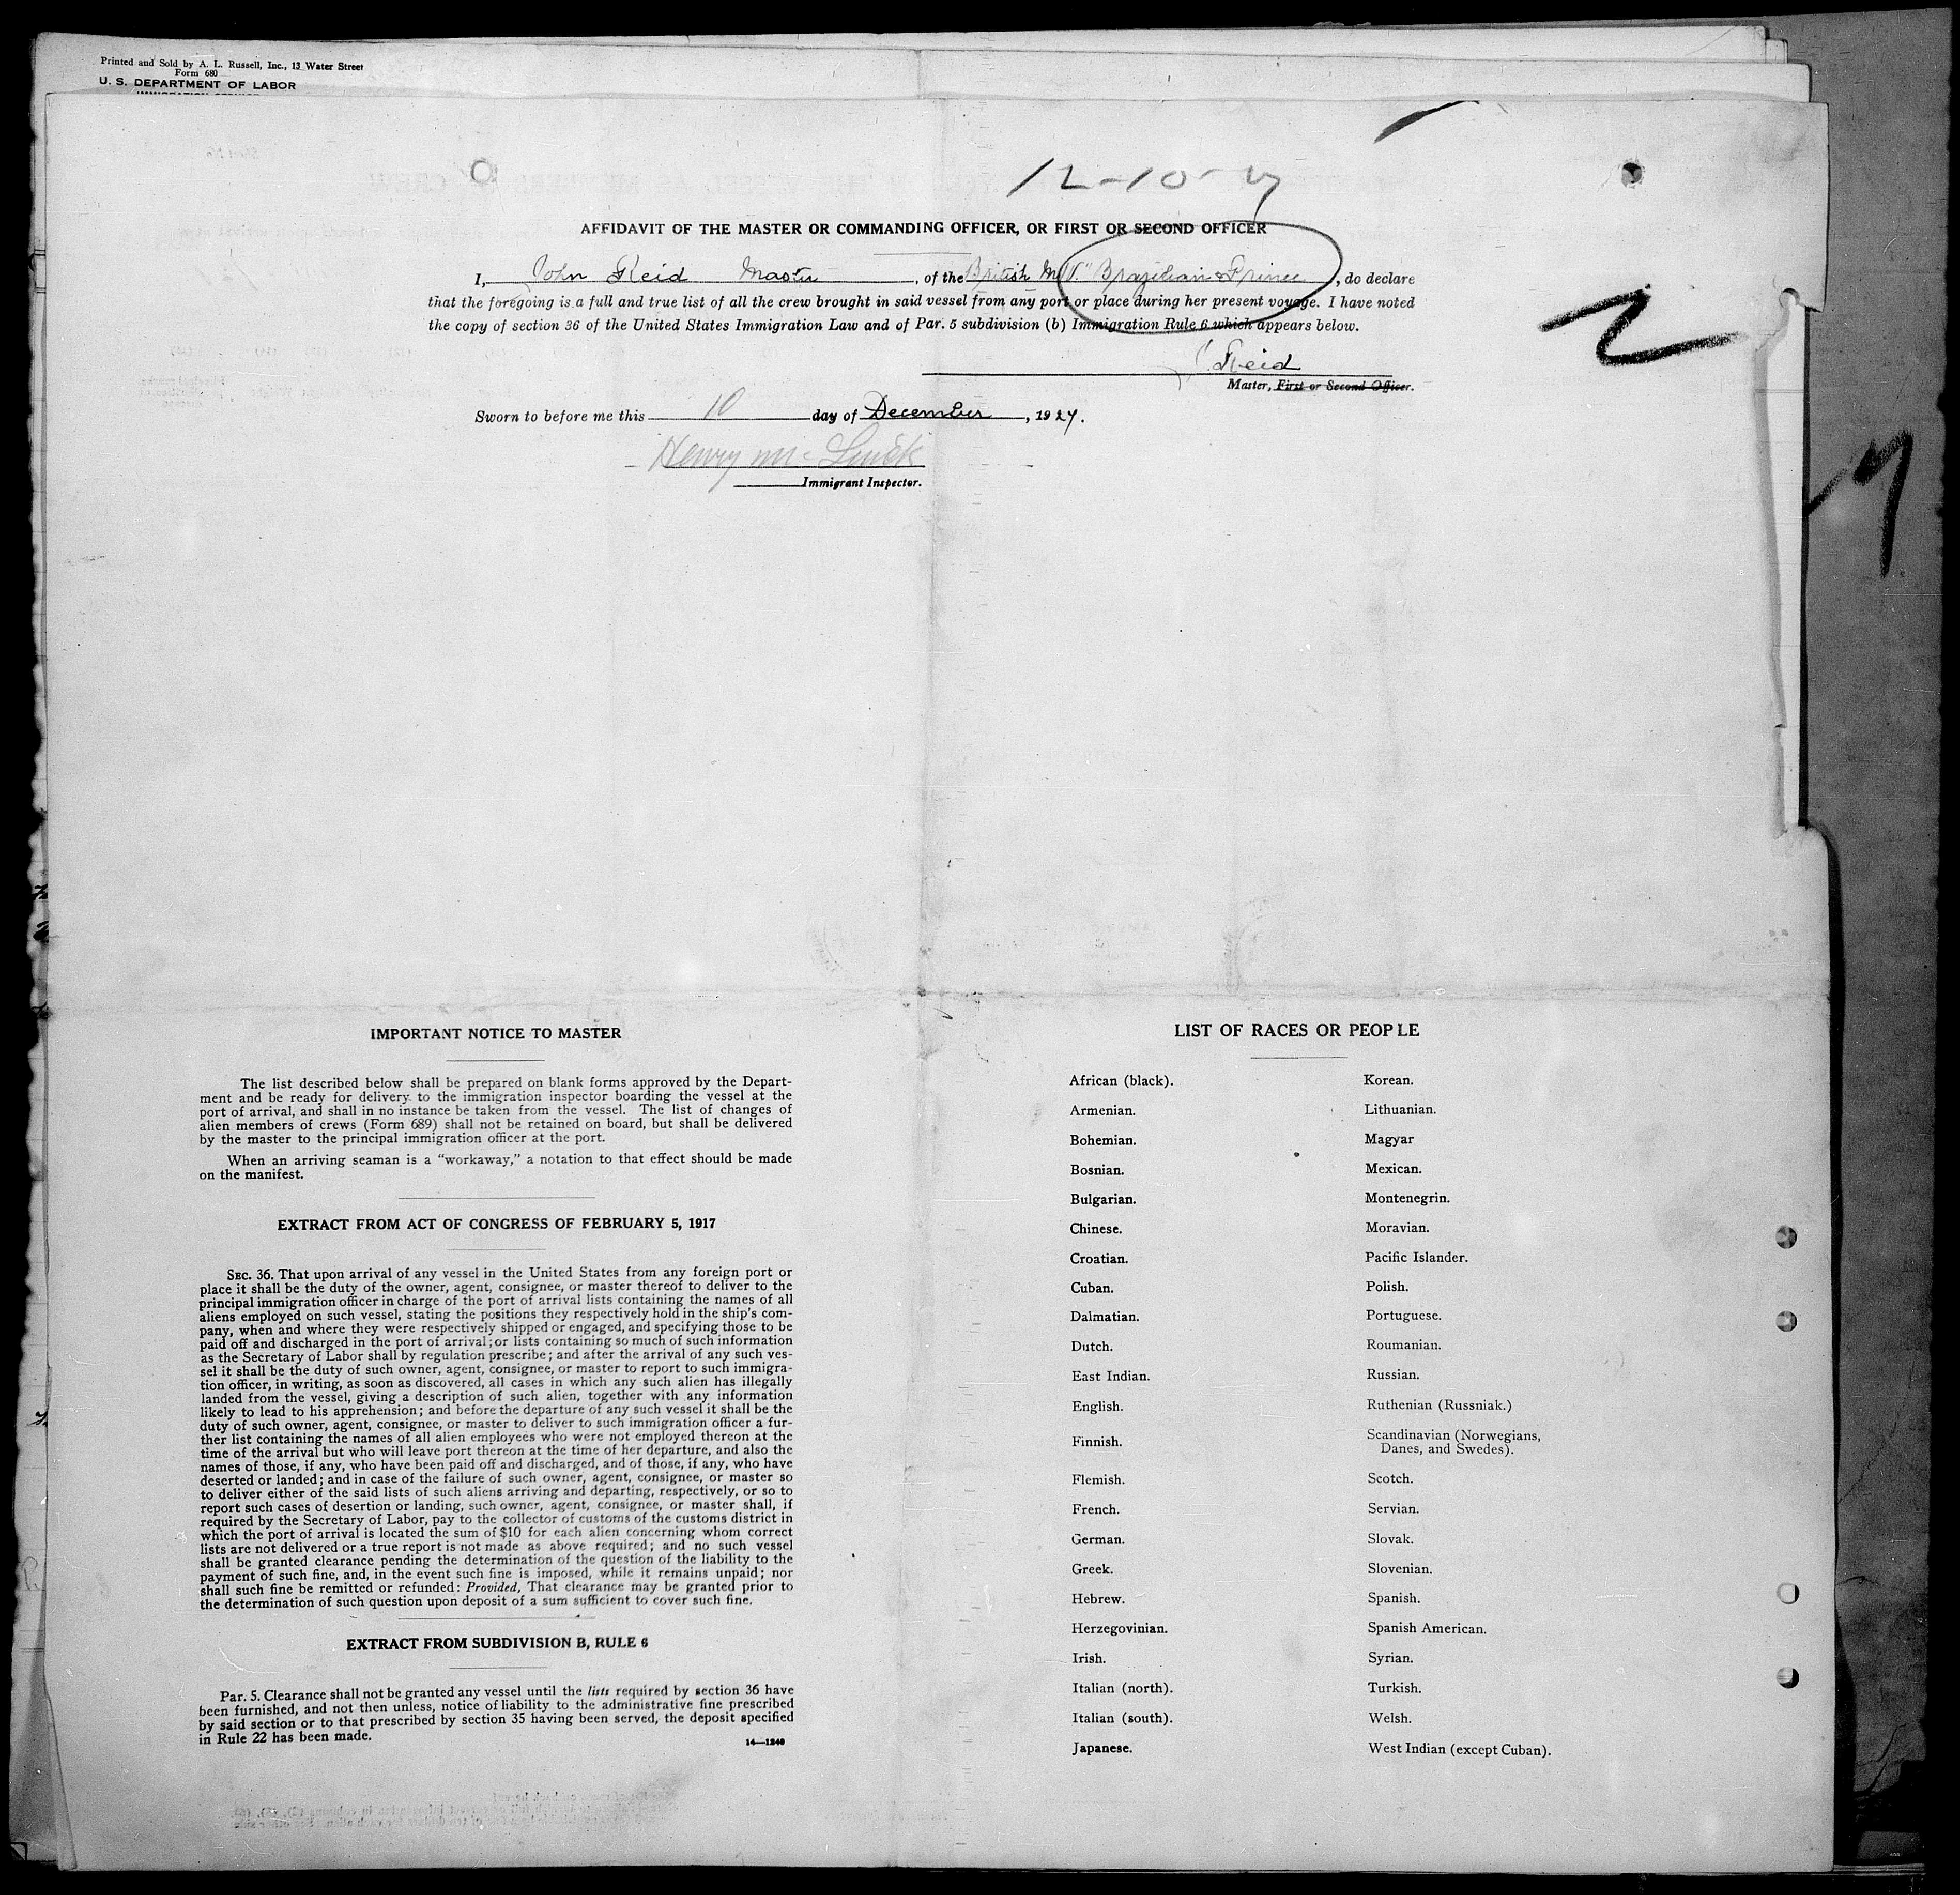 Printed and Sold by A. L. Russell, Inc., 13 Water Street
Form 680
U. S. DEPARTMENT OF LABOR
12-10-27
AFFIDAVIT OF THE MASTER OR COMMANDING OFFICER, OR FIRST OR SECOND OFFICER
I, John Reid Master, of the British M.V. "Brazilian Prince", do declare
that the foregoing is a full and true list of all the crew brought in said vessel from any port or place during her present voyage. I have noted
the copy of section 36 of the United States Immigration Law and of Par. 5 subdivision (b) Immigration Rule 6 which appears below.
2
J Reid
Master, First or Second Officer.
Sworn to before me this 10 day of December, 1927.
Henry
Immigrant Inspector.
IMPORTANT NOTICE TO MASTER
The list described below shall be prepared on blank forms approved by the Depart-
ment and be ready for delivery to the immigration inspector boarding the vessel at the
port of arrival, and shall in no instance be taken from the vessel. The list of changes of
alien members of crews (Form 689) shall not be retained on board, but shall be delivered
by the master to the principal immigration officer at the port.
When an arriving seaman is a "workaway," a notation to that effect should be made
on the manifest.
EXTRACT FROM ACT OF CONGRESS OF FEBRUARY 5, 1917
SEC. 36. That upon arrival of any vessel in the United States from any foreign port or
place it shall be the duty of the owner, agent, consignee, or master thereof to deliver to the
principal immigration officer in charge of the port of arrival lists containing the names of all
aliens employed on such vessel, stating the positions they respectively hold in the ship's com-
pany, when and where they were respectively shipped or engaged, and specifying those to be
paid off and discharged in the port of arrival; or lists containing so much of such information
as the Secretary of Labor shall by regulation prescribe; and after the arrival of any such ves-
sel it shall be the duty of such owner, agent, consignee, or master to report to such immigra-
tion officer, in writing, as soon as discovered, all cases in which any such alien has illegally
landed from the vessel, giving a description of such alien, together with any information
likely to lead to his apprehension; and before the departure of any such vessel it shall be the
duty of such owner, agent, consignee, or master to deliver to such immigration officer a fur-
ther list containing the names of all alien employees who were not employed thereon at the
time of the arrival but who will leave port thereon at the time of her departure, and also the
names of those, if any, who have been paid off and discharged, and of those, if any, who have
deserted or landed; and in case of the failure of such owner, agent, consignee, or master so
to deliver either of the said lists of such aliens arriving and departing, respectively, or so to
report such cases of desertion or landing, such owner, agent, consignee, or master shall, if
required by the Secretary of Labor, pay to the collector of customs of the customs district in
which the port of arrival is located the sum of $10 for each alien concerning whom correct
lists are not delivered or a true report is not made as above required; and no such vessel
shall be granted clearance pending the determination of the question of the liability to the
payment of such fine, and, in the event such fine is imposed, while it remains unpaid; nor
shall such fine be remitted or refunded: Provided, That clearance may be granted prior to
the determination of such question upon deposit of a sum sufficient to cover such fine.
EXTRACT FROM SUBDIVISION B, RULE 6
Par. 5. Clearance shall not be granted any vessel until the lists required by section 36 have
been furnished, and not then unless, notice of liability to the administrative fine prescribed
by said section or to that prescribed by section 35 having been served, the deposit specified
in Rule 22 has been made.
14—1240
LIST OF RACES OR PEOPLE
African (black).
Armenian.
Bohemian.
Bosnian.
Bulgarian.
Chinese.
Croatian.
Cuban.
Dalmatian.
Dutch.
East Indian.
English.
Finnish.
Flemish.
French.
German.
Greek.
Hebrew.
Herzegovinian.
Irish.
Italian (north).
Italian (south).
Japanese.
Korean.
Lithuanian.
Magyar
Mexican.
Montenegrin.
Moravian.
Pacific Islander.
Polish.
Portuguese.
Roumanian.
Russian.
Ruthenian (Russniak.)
Scandinavian (Norwegians,
Danes, and Swedes).
Scotch.
Servian.
Slovak.
Slovenian.
Spanish.
Spanish American.
Syrian.
Turkish.
Welsh.
West Indian (except Cuban).